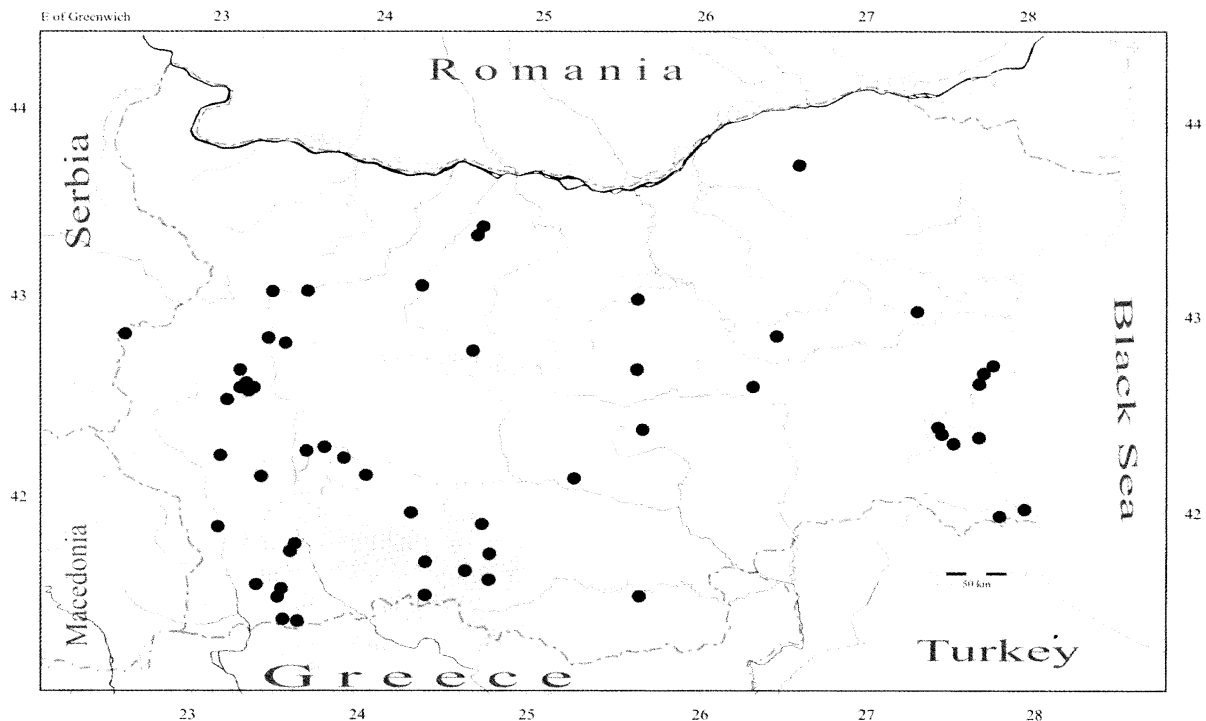 E of Greenwich 23 24 25 26 27 28
Romania
44 44
Serbia
43 43
Black Sea
42 42
Macedonia
50 km
Turkey
Greece
23 24 25 26 27 28